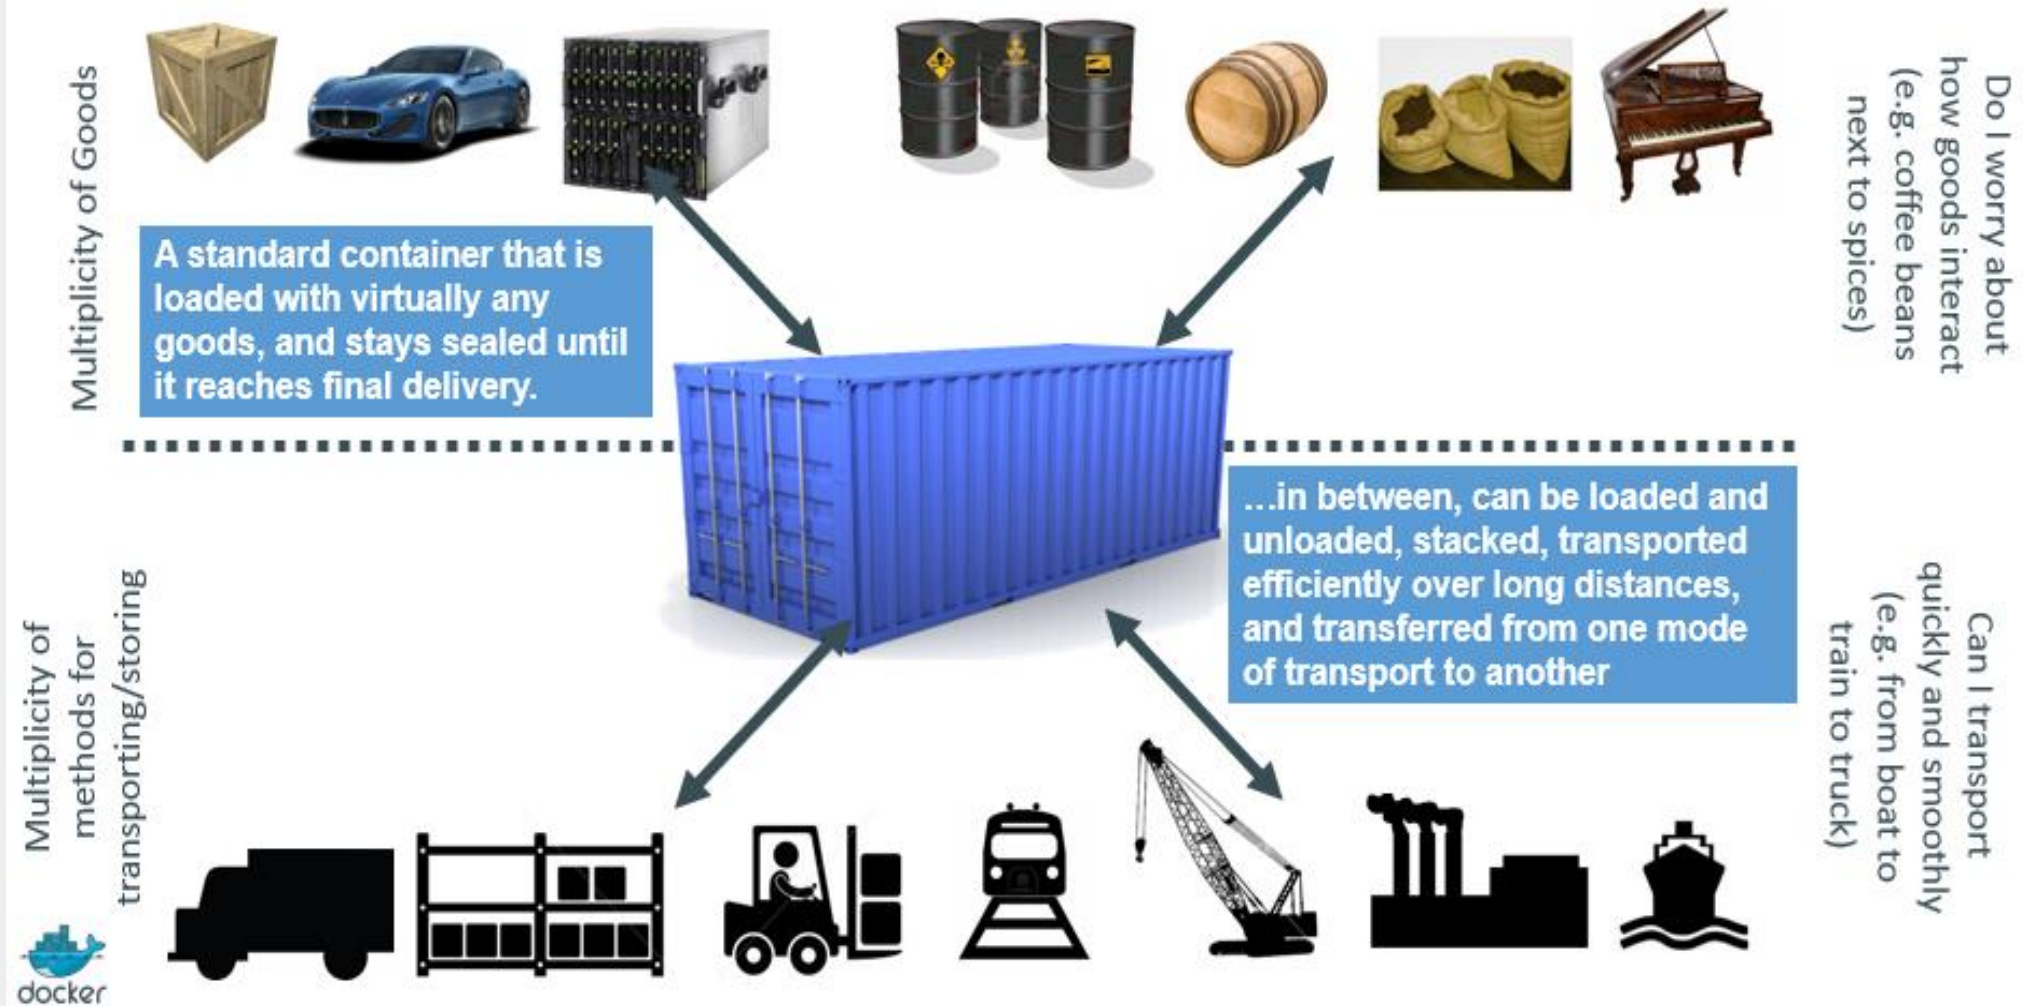 Multiplicity of Goods
A standard container that is
loaded with virtually any
goods, and stays sealed until
it reaches final delivery.
Do I worry about
how goods interact
(e.g. coffee beans
next to spices)
Multiplicity of
methods for
transporting/storing
...in between, can be loaded and
unloaded, stacked, transported
efficiently over long distances,
and transferred from one mode
of transport to another
Can I transport
quickly and smoothly
(e.g. from boat to
train to truck)
docker